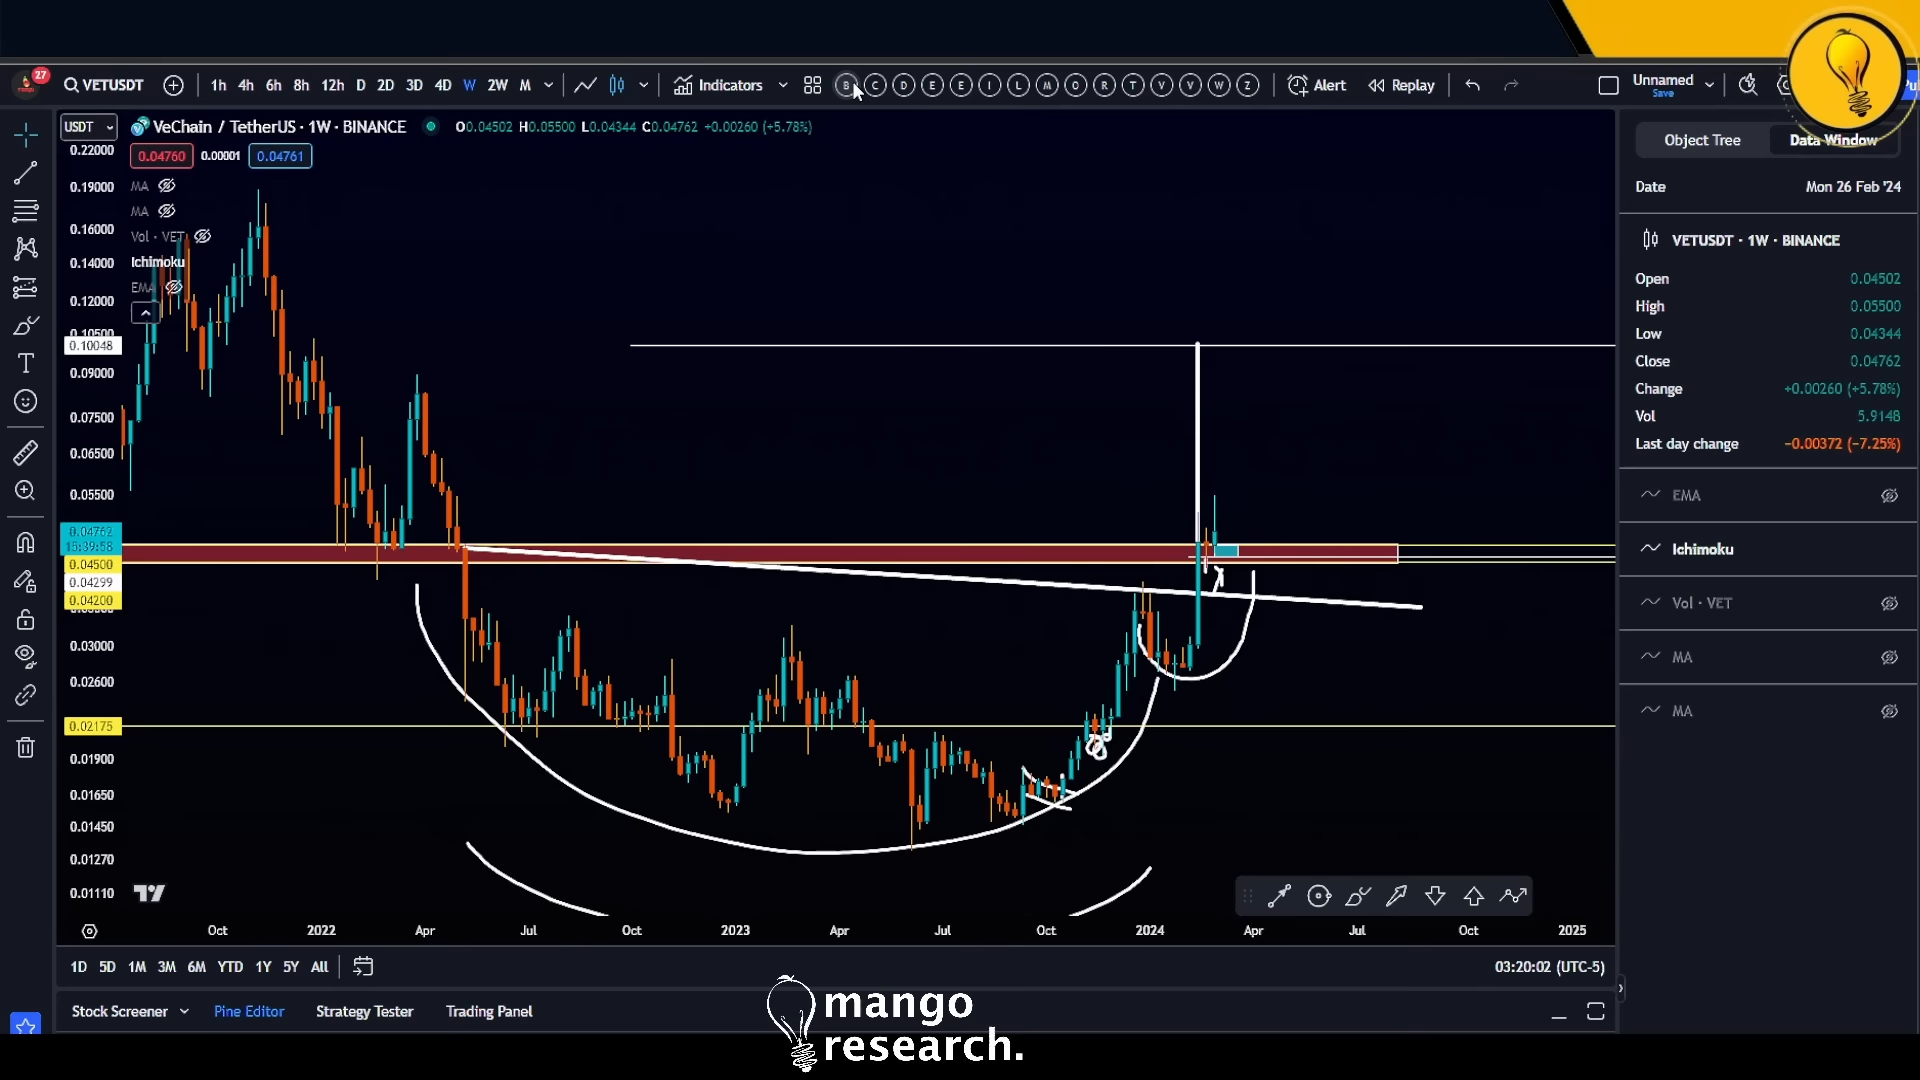 27 VETUSDT 1h 4h 6h 8h 12h D 2D 3D 4D W 2W M Indicators B C D E E I L M O R T V V W Z Alert Replay Unnamed
Save
USDT VeChain / TetherUS · 1W · BINANCE O0.04502 H0.05500 L0.04344 C0.04762 +0.00260 (+5.78%)
0.04760 0.00001 0.04761
MA
MA
Vol · VET
Ichimoku
EMA
0.22000
0.19000
0.16000
0.14000
0.12000
0.10500
0.10048
0.09000
0.07500
0.06500
0.05500
0.04762
15:39:58
0.04500
0.04299
0.04200
0.03000
0.02600
0.02175
0.01900
0.01650
0.01450
0.01270
0.01110
Oct 2022 Apr Jul Oct 2023 Apr Jul Oct 2024 Apr Jul Oct 2025
1D 5D 1M 3M 6M YTD 1Y 5Y All 03:20:02 (UTC-5)
Stock Screener Pine Editor Strategy Tester Trading Panel
Object Tree Data Window
Date Mon 26 Feb '24
VETUSDT · 1W · BINANCE
Open 0.04502
High 0.05500
Low 0.04344
Close 0.04762
Change +0.00260 (+5.78%)
Vol 5.914B
Last day change −0.00372 (−7.25%)
EMA
Ichimoku
Vol · VET
MA
MA
mango
research.